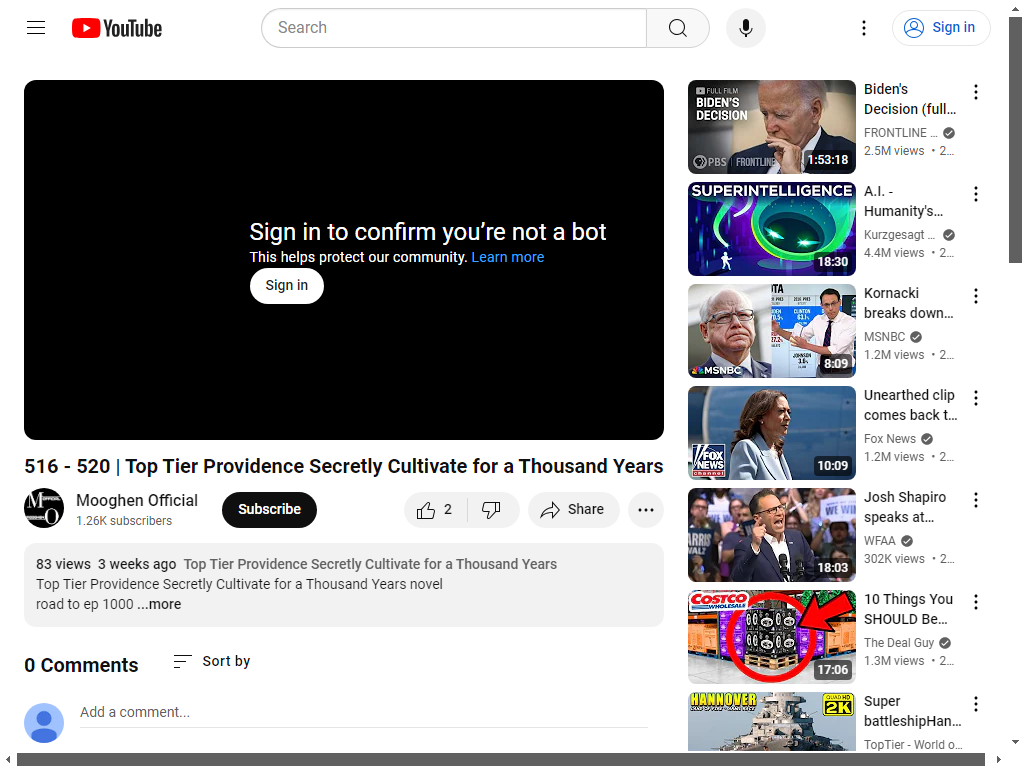 YouTube
Search
Sign in
Sign in to confirm you’re not a bot
This helps protect our community. Learn more
Sign in
516 - 520 | Top Tier Providence Secretly Cultivate for a Thousand Years
Mooghen Official
1.26K subscribers
Subscribe
2
Share
83 views 3 weeks ago Top Tier Providence Secretly Cultivate for a Thousand Years
Top Tier Providence Secretly Cultivate for a Thousand Years novel
road to ep 1000 ...more
0 Comments
Sort by
Add a comment...
FULL FILM
BIDEN'S
DECISION
PBS FRONTLINE
1:53:18
Biden's
Decision (full...
FRONTLINE ...
2.5M views • 2...
SUPERINTELLIGENCE
18:30
A.I. -
Humanity's...
Kurzgesagt ...
4.4M views • 2...
MSNBC
8:09
Kornacki
breaks down...
MSNBC
1.2M views • 2...
FOX
NEWS
channel
10:09
Unearthed clip
comes back t...
Fox News
1.2M views • 2...
18:03
Josh Shapiro
speaks at...
WFAA
302K views • 2...
COSTCO
WHOLESALE
17:06
10 Things You
SHOULD Be...
The Deal Guy
1.3M views • 2...
HANNOVER
QUAD HD
2K
Super
battleshipHan...
TopTier - World o...